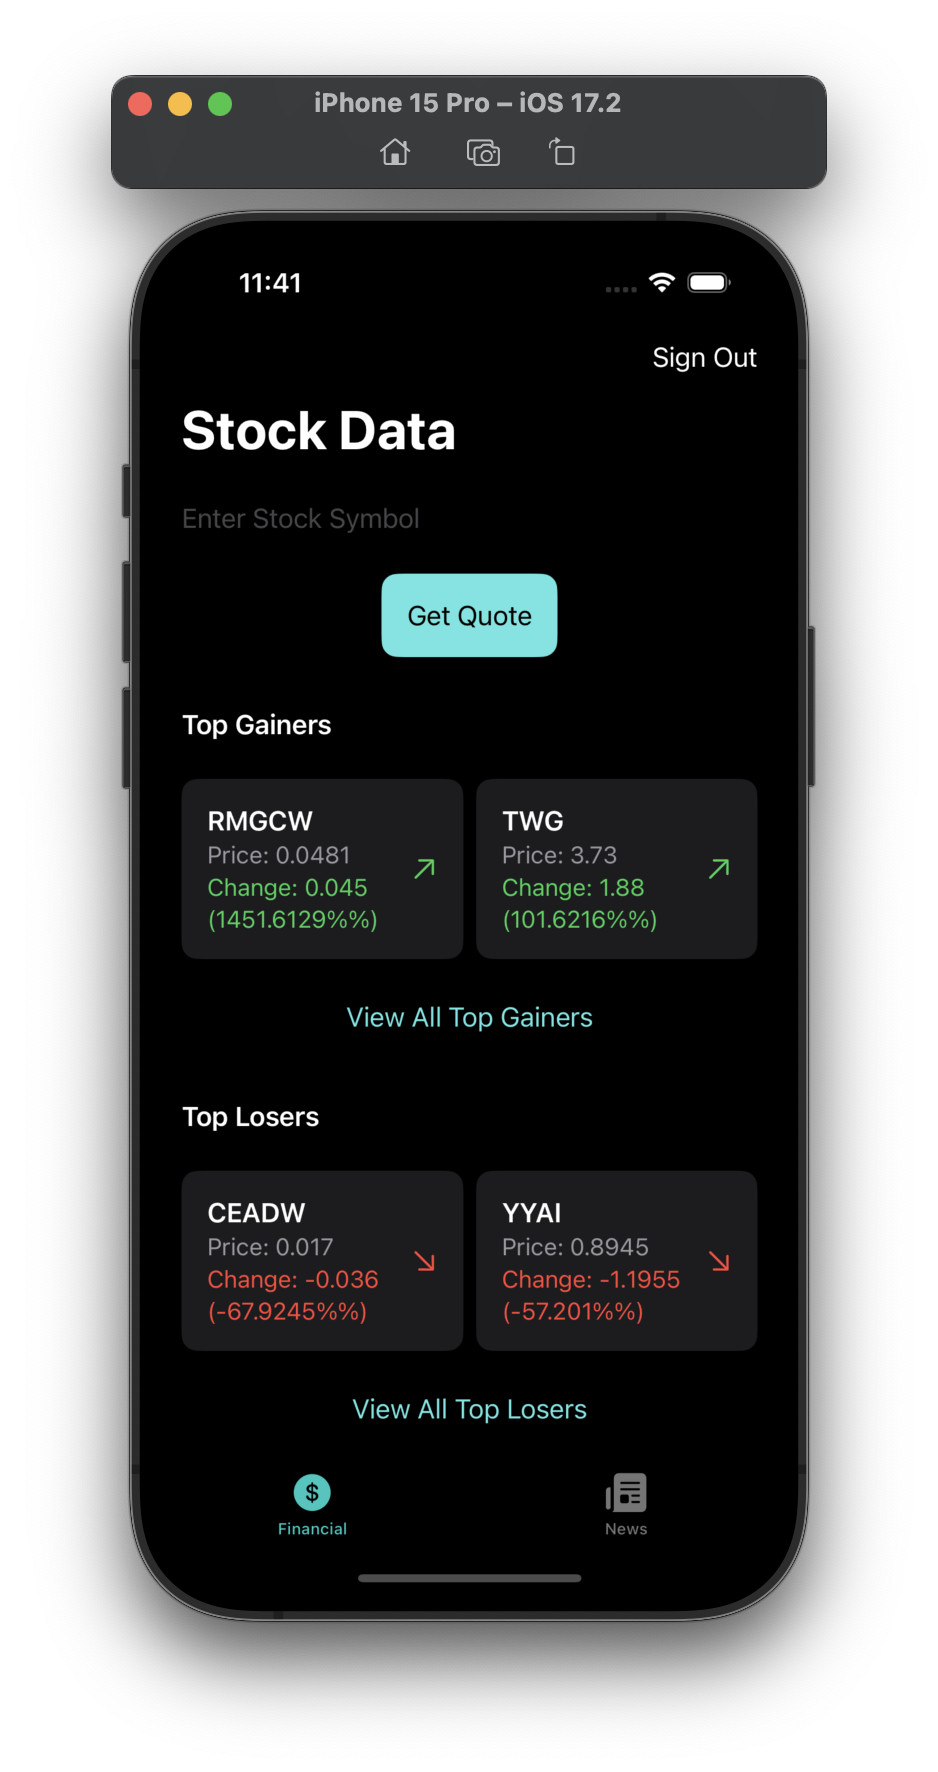 iPhone 15 Pro – iOS 17.2
11:41
Sign Out
Stock Data
Enter Stock Symbol
Get Quote
Top Gainers
RMGCW
Price: 0.0481
Change: 0.045
(1451.6129%%)
TWG
Price: 3.73
Change: 1.88
(101.6216%%)
View All Top Gainers
Top Losers
CEADW
Price: 0.017
Change: -0.036
(-67.9245%%)
YYAI
Price: 0.8945
Change: -1.1955
(-57.201%%)
View All Top Losers
$
Financial
News